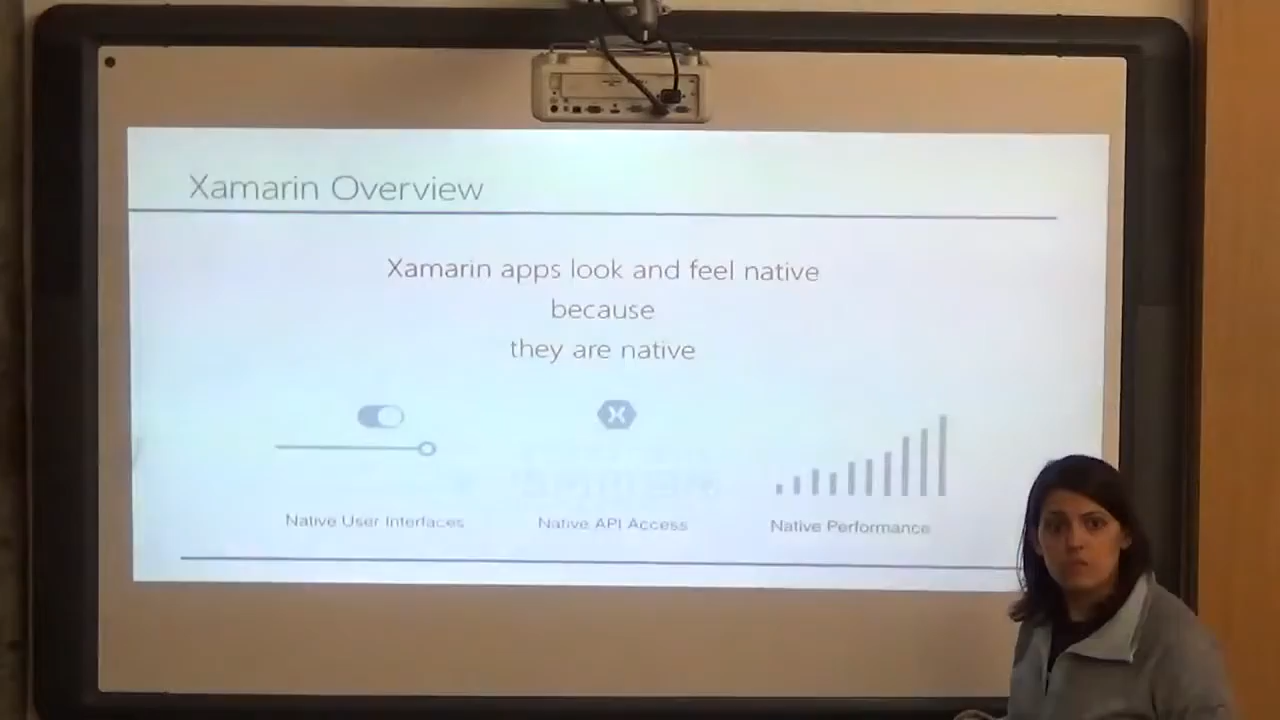 Xamarin Overview
Xamarin apps look and feel native
because
they are native
X
Native User Interfaces
Native API Access
Native Performance